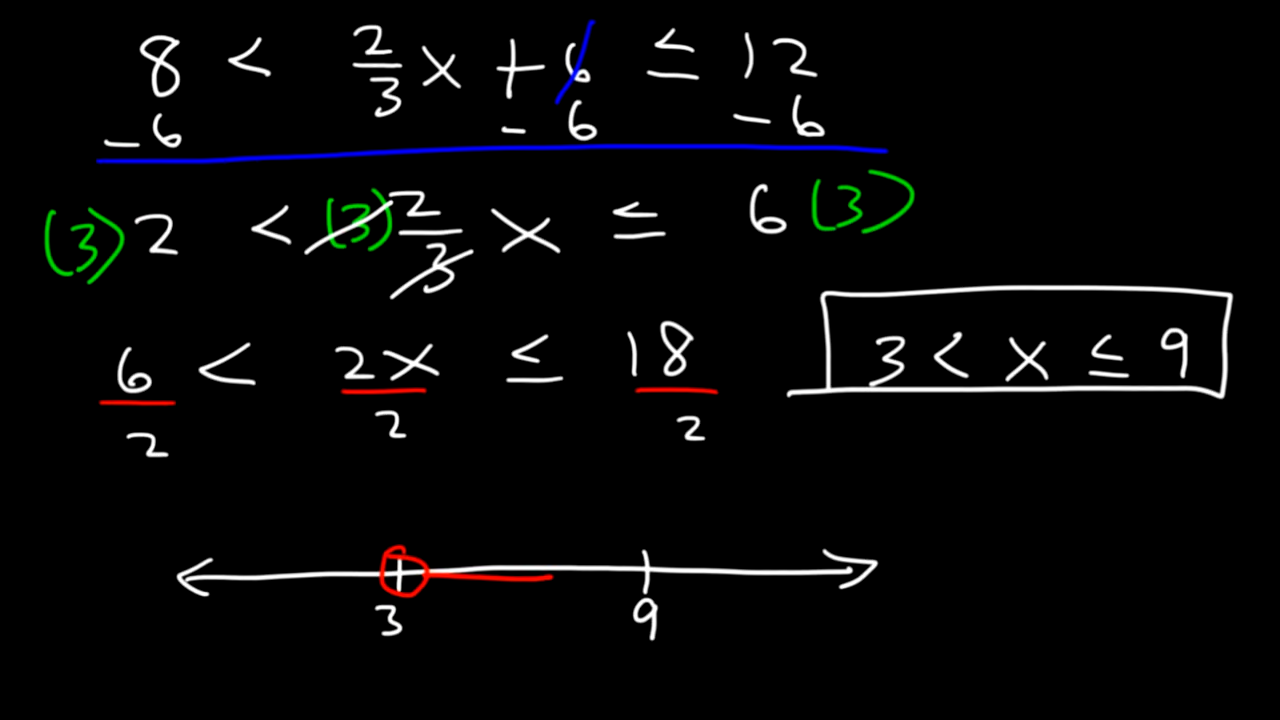 8 < 2/3 x + 6 ≤ 12
- 6 - 6 - 6
(3) 2 < (3) 2/3 x ≤ 6 (3)
6 < 2x ≤ 18
2 2 2
3 < x ≤ 9
3 9